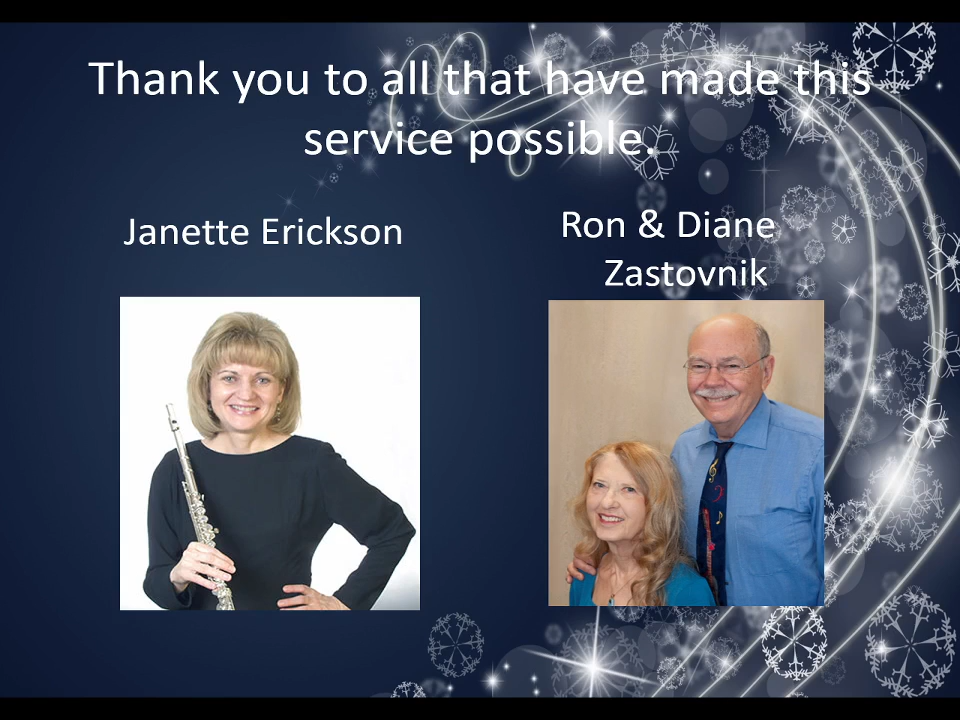 Thank you to all that have made this
service possible.
Janette Erickson
Ron & Diane
Zastovnik